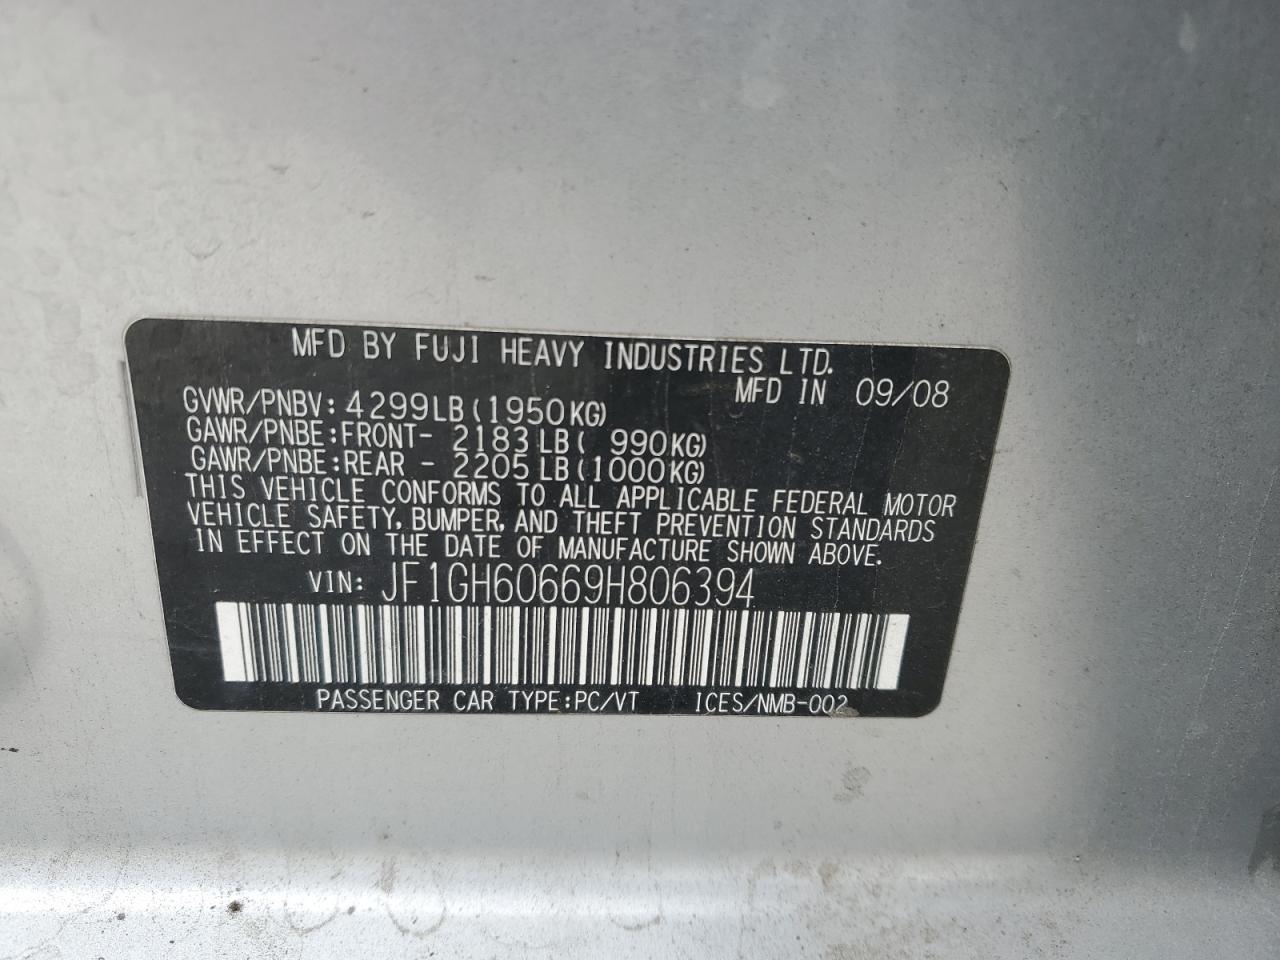 MFD BY FUJI HEAVY INDUSTRIES LTD.
MFD IN 09/08
GVWR/PNBV: 4299LB(1950KG)
GAWR/PNBE:FRONT- 2183LB( 990KG)
GAWR/PNBE:REAR - 2205LB(1000KG)
THIS VEHICLE CONFORMS TO ALL APPLICABLE FEDERAL MOTOR
VEHICLE SAFETY, BUMPER, AND THEFT PREVENTION STANDARDS
IN EFFECT ON THE DATE OF MANUFACTURE SHOWN ABOVE.
VIN: JF1GH60669H806394
PASSENGER CAR TYPE:PC/VT ICES/NMB-002